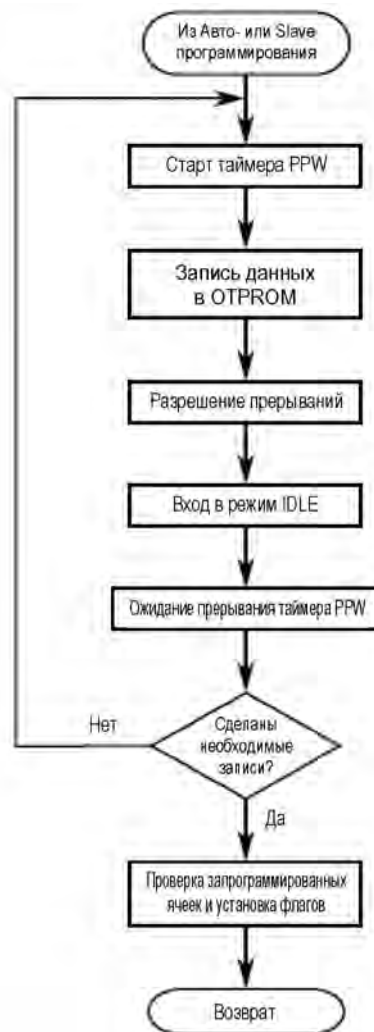 Из Авто- или Slave
программирования
Старт таймера PPW
Запись данных
в OTPROM
Разрешение прерываний
Вход в режим IDLE
Ожидание прерывания таймера PPW
Сделаны
необходимые
записи?
Нет
Да
Проверка запрограммированных
ячеек и установка флагов
Возврат